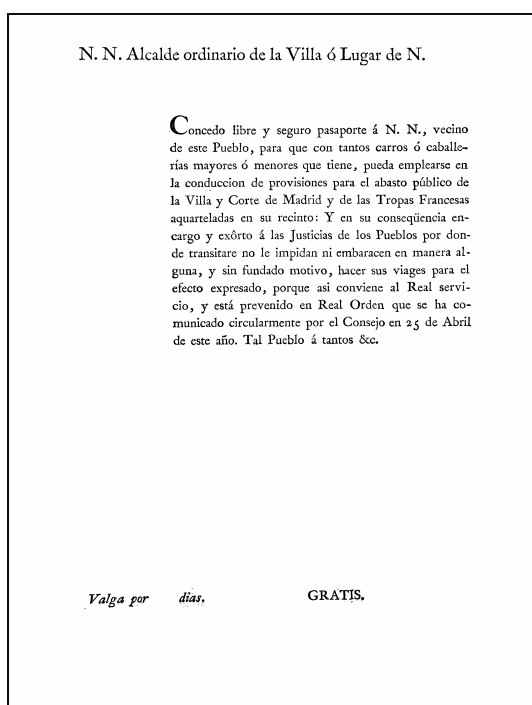 N. N. Alcalde ordinario de la Villa ó Lugar de N.
Concedo libre y seguro pasaporte á N. N., vecino
de este Pueblo, para que con tantos carros ó caballe-
rías mayores ó menores que tiene, pueda emplearse en
la conduccion de provisiones para el abasto público de
la Villa y Corte de Madrid y de las Tropas Francesas
aquarteladas en su recinto: Y en su conseqüencia en-
cargo y exôrto á las Justicias de los Pueblos por don-
de transitare no le impidan ni embaracen en manera al-
guna, y sin fundado motivo, hacer sus viages para el
efecto expresado, porque asi conviene al Real servi-
cio, y está prevenido en Real Orden que se ha co-
municado circularmente por el Consejo en 25 de Abril
de este año. Tal Pueblo á tantos &c.
Valga por dias. GRATIS.